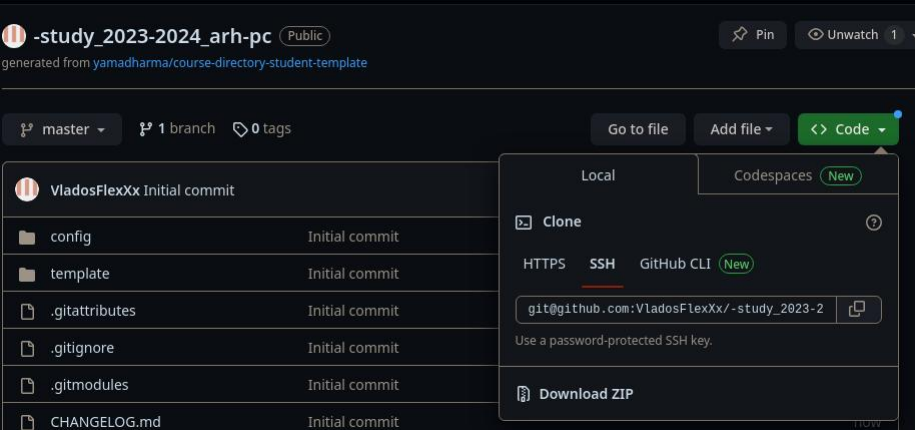 -study_2023-2024_arh-pc Public Pin Unwatch 1
generated from yamadharma/course-directory-student-template
master 1 branch 0 tags Go to file Add file Code
Local Codespaces New
VladosFlexXx Initial commit
Clone
config Initial commit
HTTPS SSH GitHub CLI New
template Initial commit
.gitattributes Initial commit
git@github.com:VladosFlexXx/-study_2023-2
.gitignore Initial commit
Use a password-protected SSH key.
.gitmodules Initial commit
Download ZIP
CHANGELOG.md Initial commit now